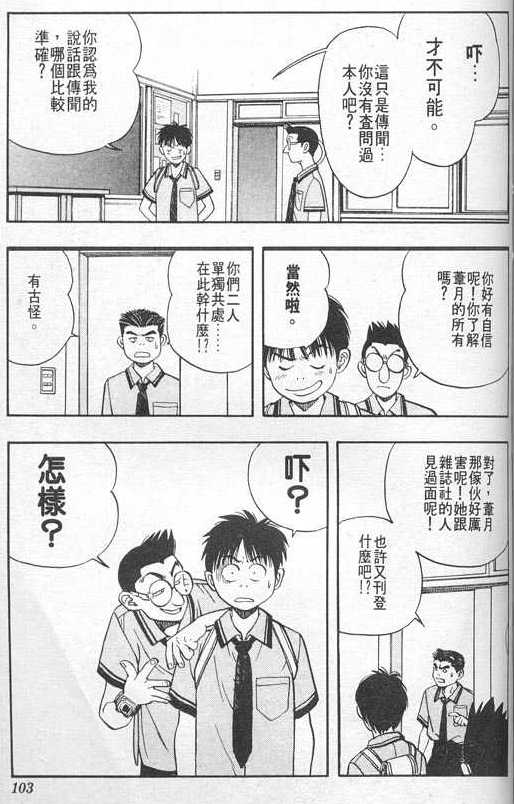 吓…
才不可能。
這只是傳聞…
你沒有查問過
本人吧？
你認爲我的
說話跟傳聞
，哪個比較
準確？
你好有自信
呢！你了解
葦月的所有
嗎？
當然啦。
你們二人
單獨共處……
在此幹什麼!?
有古怪。
對了，葦月
那傢伙好厲
害呢！她跟
雜誌社的人
見過面呢！
也許又刊登
什麼吧!?
吓？
怎樣？
103